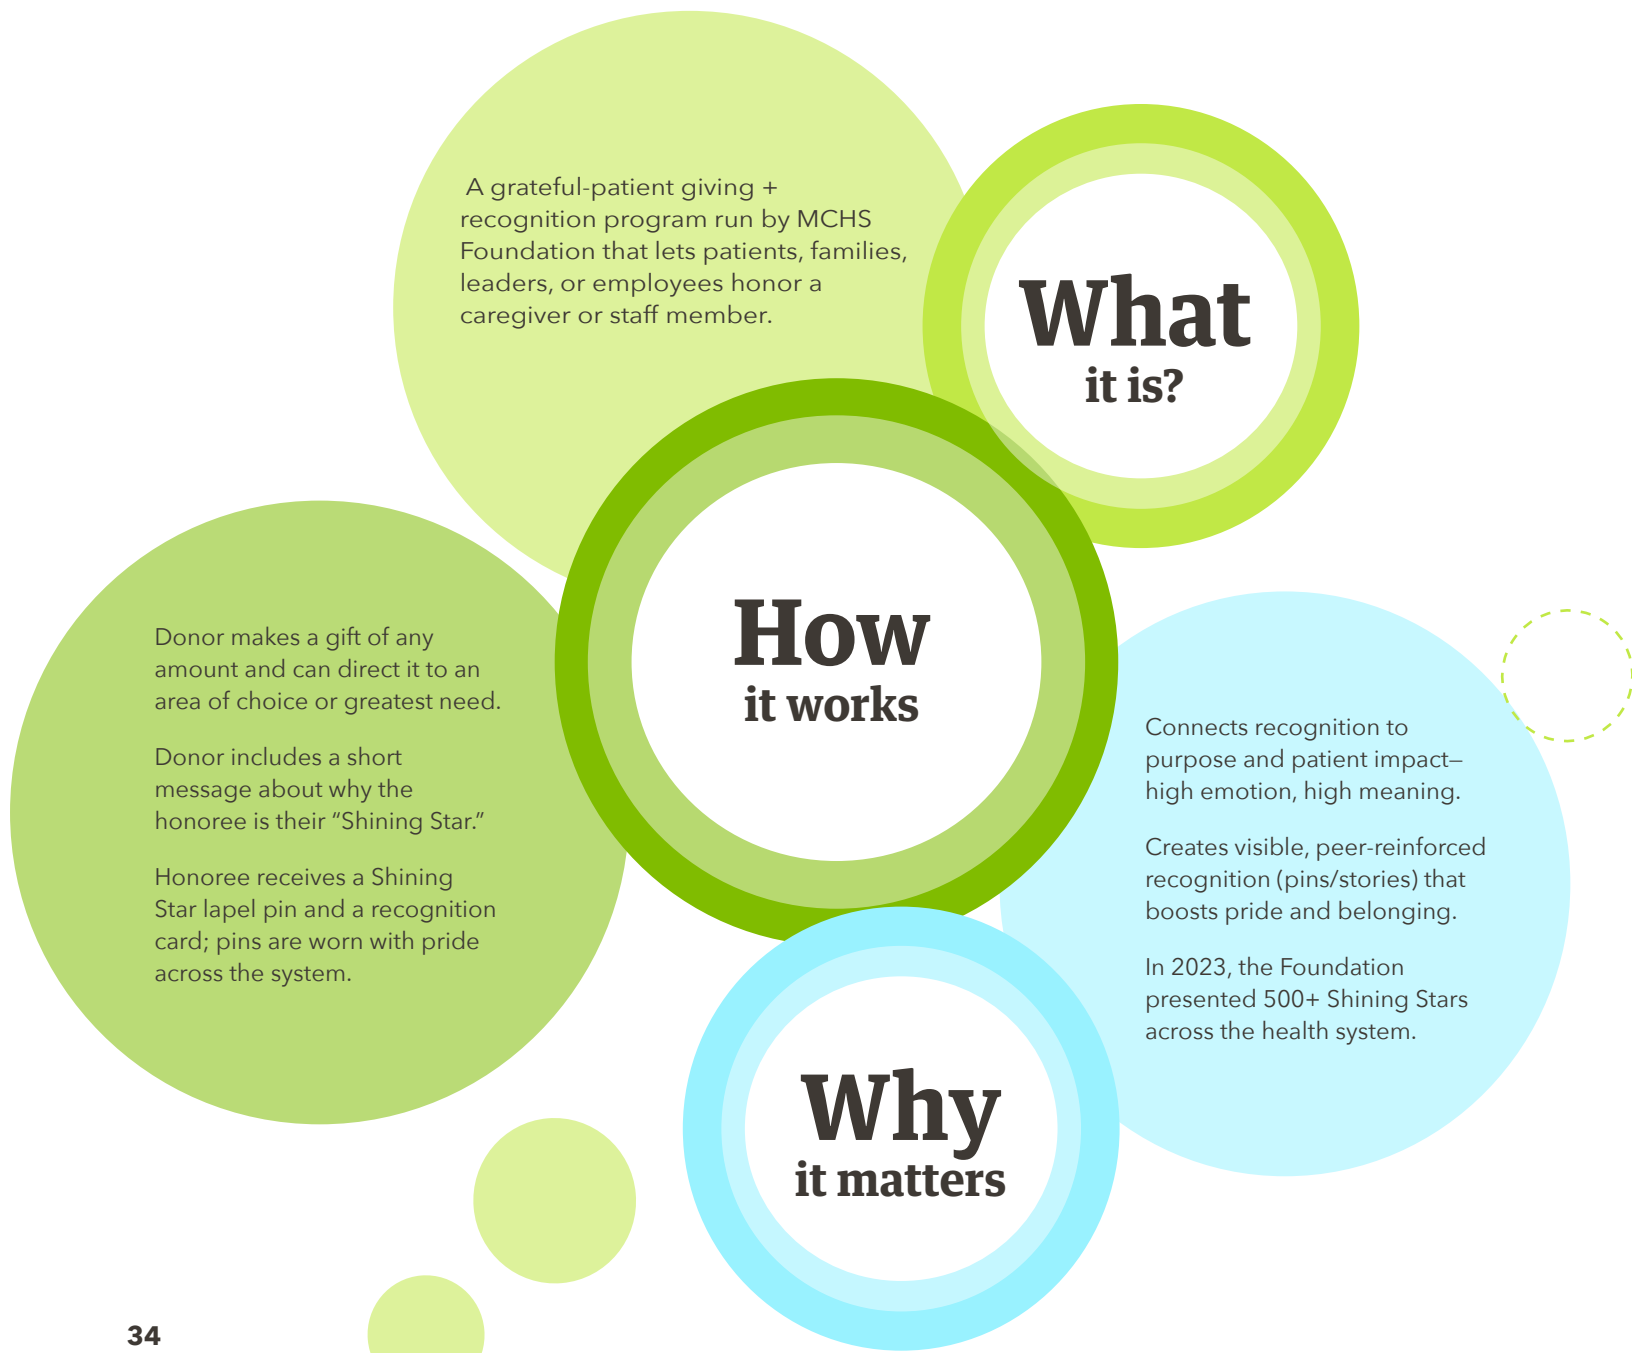 A grateful-patient giving +
recognition program run by MCHS
Foundation that lets patients, families,
leaders, or employees honor a
caregiver or staff member.
What
it is?
How
it works
Donor makes a gift of any
amount and can direct it to an
area of choice or greatest need.
Donor includes a short
message about why the
honoree is their “Shining Star.”
Honoree receives a Shining
Star lapel pin and a recognition
card; pins are worn with pride
across the system.
Connects recognition to
purpose and patient impact—
high emotion, high meaning.
Creates visible, peer-reinforced
recognition (pins/stories) that
boosts pride and belonging.
In 2023, the Foundation
presented 500+ Shining Stars
across the health system.
Why
it matters
34